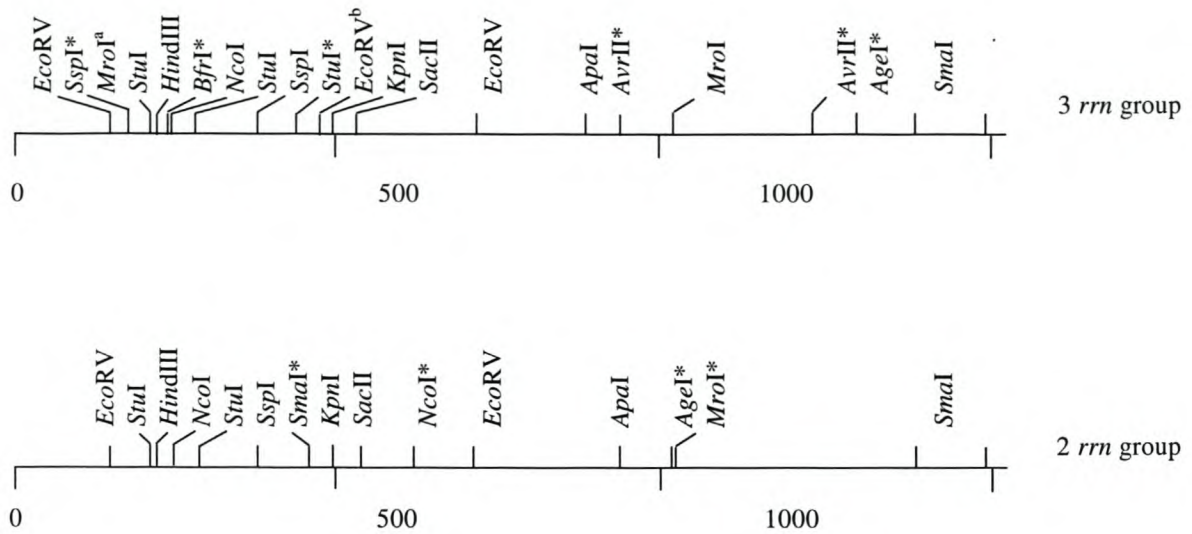 EcoRV SspI* MroIᵃ StuI HindIII BfrI* NcoI StuI SspI StuI* EcoRVᵇ KpnI SacII EcoRV ApaI AvrII* MroI AvrII* AgeI* SmaI
3 rrn group
0 500 1000
EcoRV StuI HindIII NcoI StuI SspI SmaI* KpnI SacII NcoI* EcoRV ApaI AgeI* MroI* SmaI
2 rrn group
0 500 1000